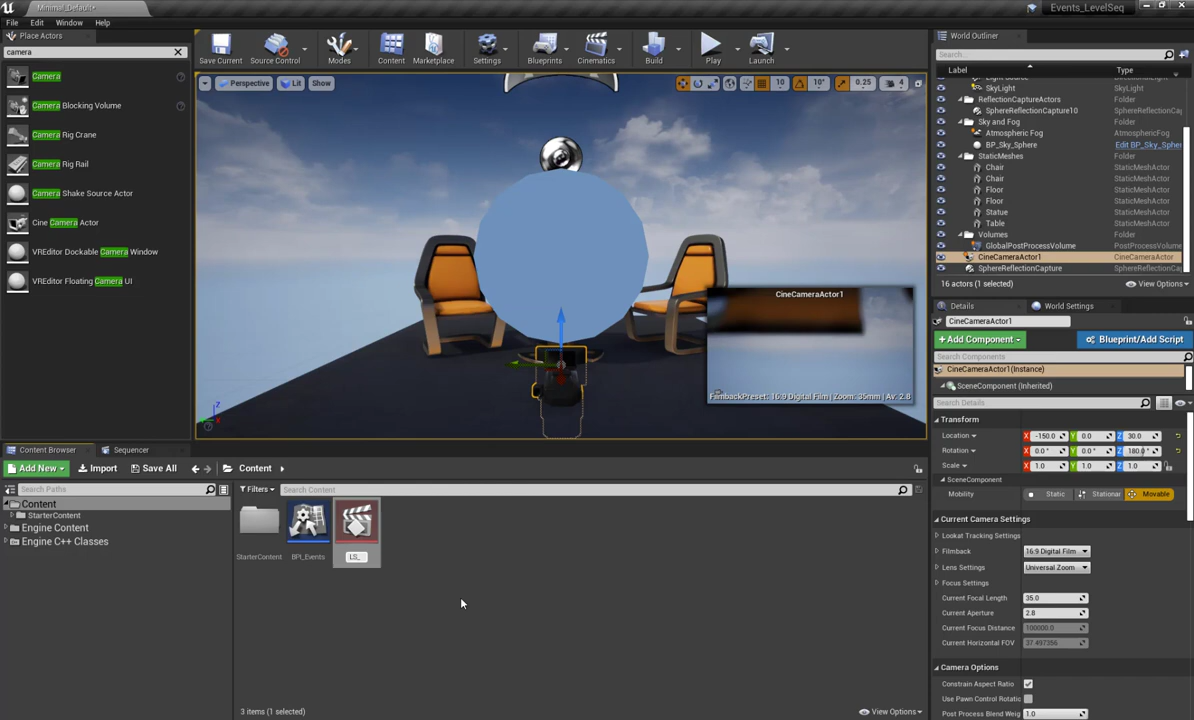 Minimal_Default*
Events_LevelSeq
File Edit Window Help
Place Actors
camera
Camera
Camera Blocking Volume
Camera Rig Crane
Camera Rig Rail
Camera Shake Source Actor
Cine Camera Actor
VREditor Dockable Camera Window
VREditor Floating Camera UI
Save Current
Source Control
Modes
Content
Marketplace
Settings
Blueprints
Cinematics
Build
Play
Launch
Perspective
Lit
Show
10
10°
0.25
4
CineCameraActor1
FilmbackPreset: 16:9 Digital Film | Zoom: 35mm | Av: 2.8
World Outliner
Search...
Label Type
SkyLight SkyLight
ReflectionCaptureActors Folder
SphereReflectionCapture10 SphereReflectionCa
Sky and Fog Folder
Atmospheric Fog AtmosphericFog
BP_Sky_Sphere Edit BP_Sky_Spher
StaticMeshes Folder
Chair StaticMeshActor
Chair StaticMeshActor
Floor StaticMeshActor
Floor StaticMeshActor
Statue StaticMeshActor
Table StaticMeshActor
Volumes Folder
GlobalPostProcessVolume PostProcessVolume
CineCameraActor1 CineCameraActor
SphereReflectionCapture SphereReflectionCa
16 actors (1 selected)
View Options
Details
World Settings
CineCameraActor1
+Add Component
Blueprint/Add Script
Search Components
CineCameraActor1(Instance)
SceneComponent (Inherited)
Search Details
Transform
Location X -150.0 Y 0.0 Z 30.0
Rotation X 0.0° Y 0.0° Z 180.0°
Scale X 1.0 Y 1.0 Z 1.0
SceneComponent
Mobility Static Stationar Movable
Current Camera Settings
Lookat Tracking Settings
Filmback 16:9 Digital Film
Lens Settings Universal Zoom
Focus Settings
Current Focal Length 35.0
Current Aperture 2.8
Current Focus Distance 100000.0
Current Horizontal FOV 37.497356
Camera Options
Constrain Aspect Ratio
Use Pawn Control Rotatic
Post Process Blend Weig 1.0
Content Browser
Sequencer
Add New
Import
Save All
Content
Search Paths
Filters
Search Content
Content
StarterContent
Engine Content
Engine C++ Classes
StarterContent
BPI_Events
LS_
3 items (1 selected)
View Options